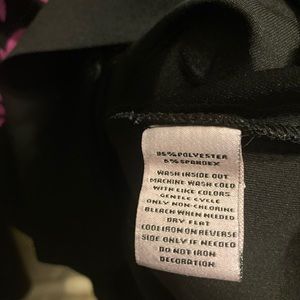 95% POLYESTER
5% SPANDEX
WASH INSIDE OUT
MACHINE WASH COLD
WITH LIKE COLORS
GENTLE CYCLE
ONLY NON-CHLORINE
BLEACH WHEN NEEDED
DRY FLAT
COOL IRON ON REVERSE
SIDE ONLY IF NEEDED
DO NOT IRON
DECORATION